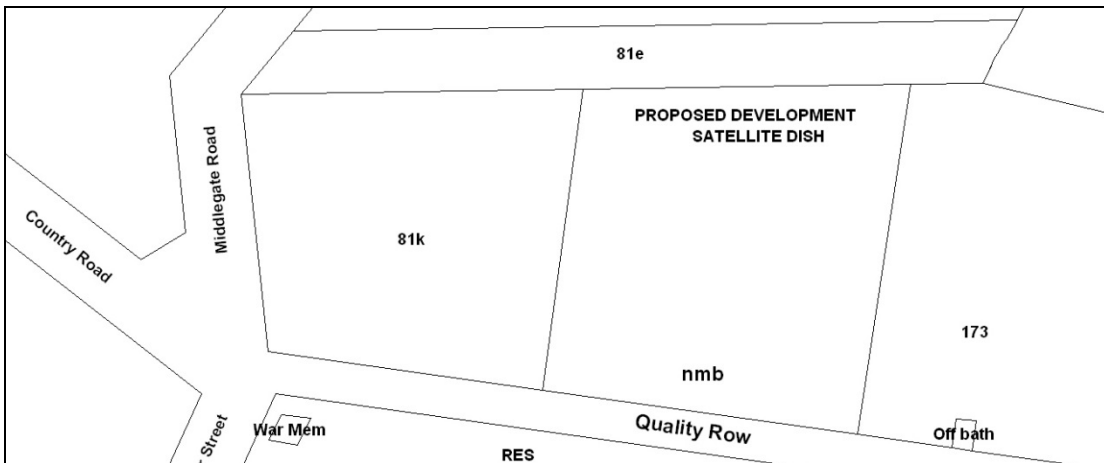 81e
PROPOSED DEVELOPMENT
SATELLITE DISH
Middlegate Road
Country Road
81k
173
nmb
Quality Row
War Mem
Off bath
Street
RES